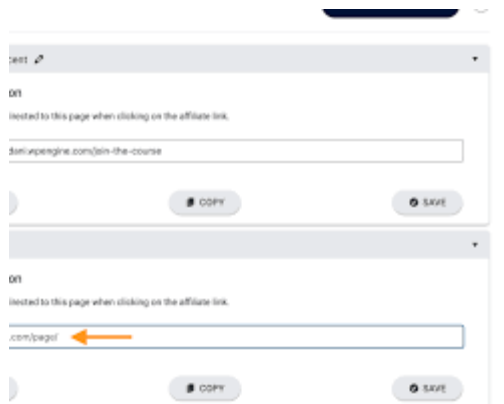 cent
on
irected to this page when clicking on the affiliate link.
dani.wpengine.com/join-the-course
COPY
SAVE
on
irected to this page when clicking on the affiliate link.
.com/page/
COPY
SAVE